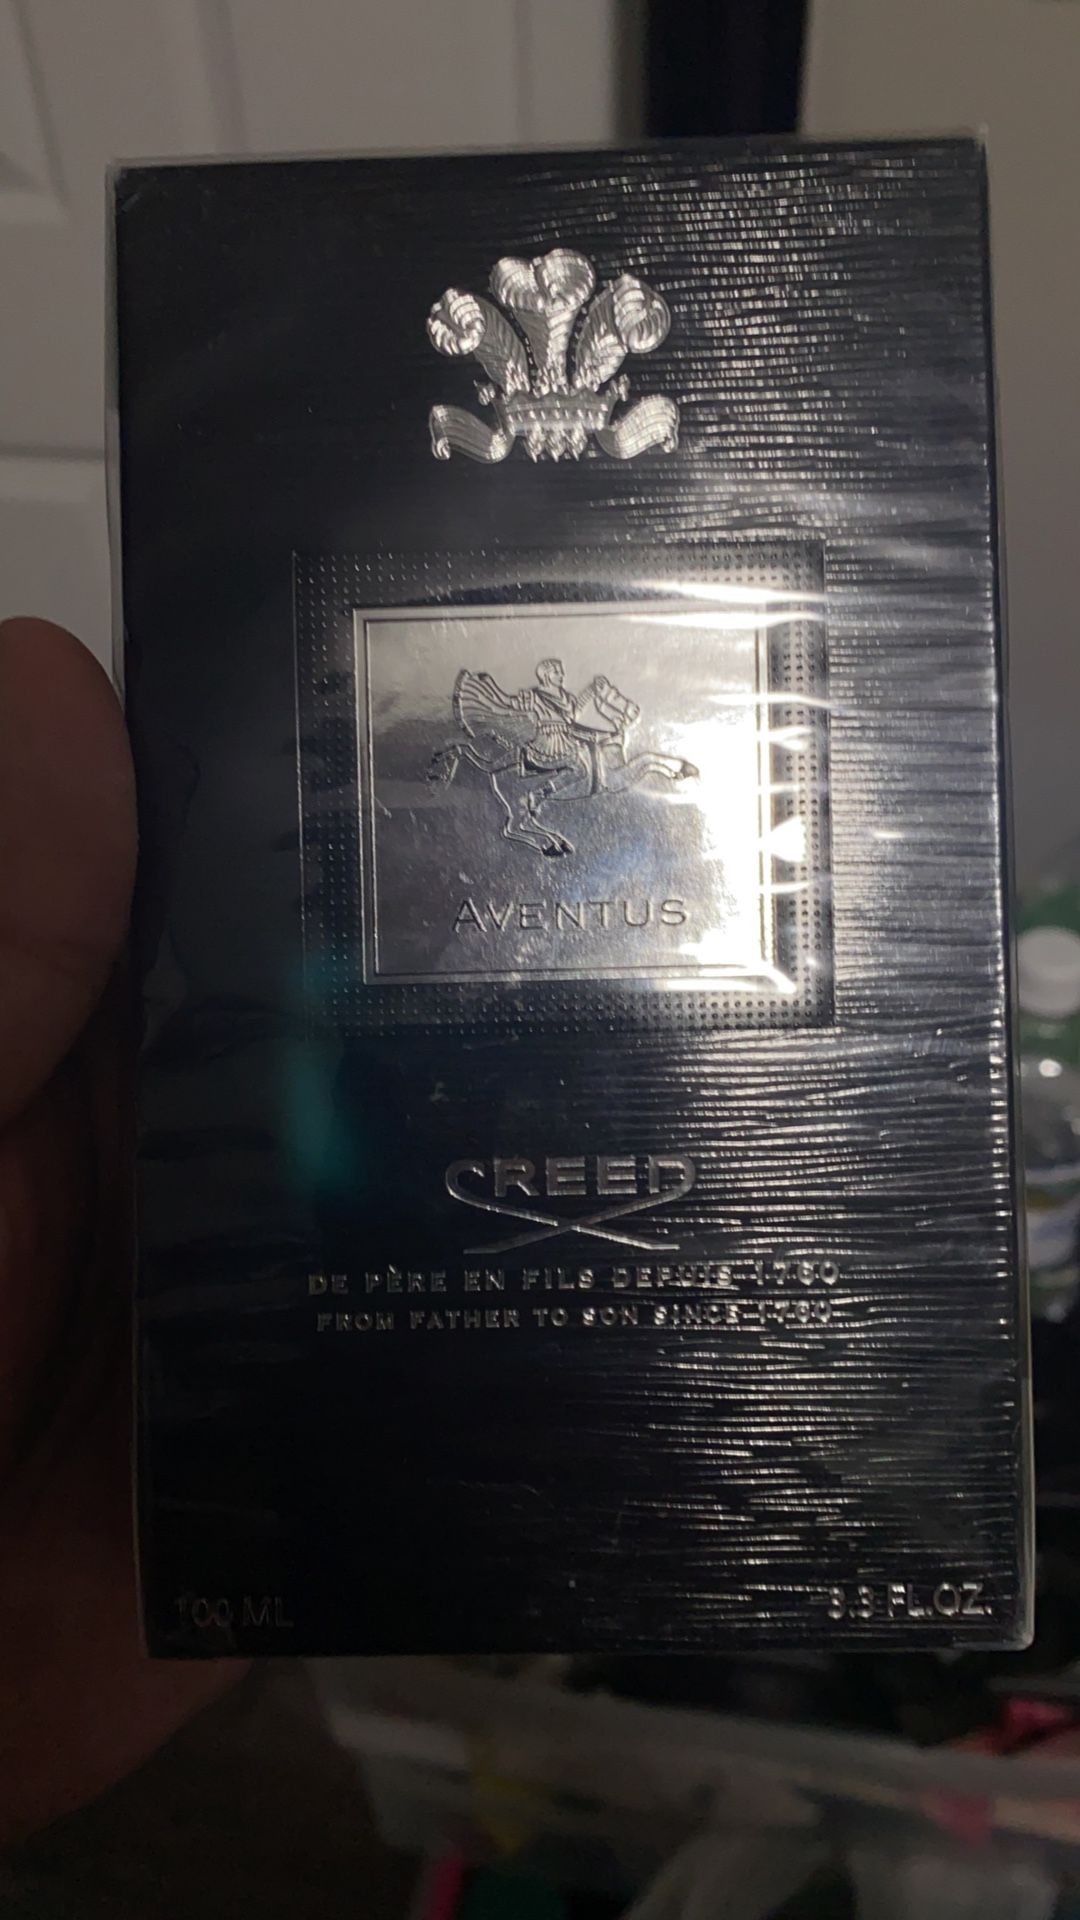 AVENTUS
CREED
DE PÈRE EN FILS DEPUIS 1760
FROM FATHER TO SON SINCE 1760
100 ML
3.3 FL.OZ.